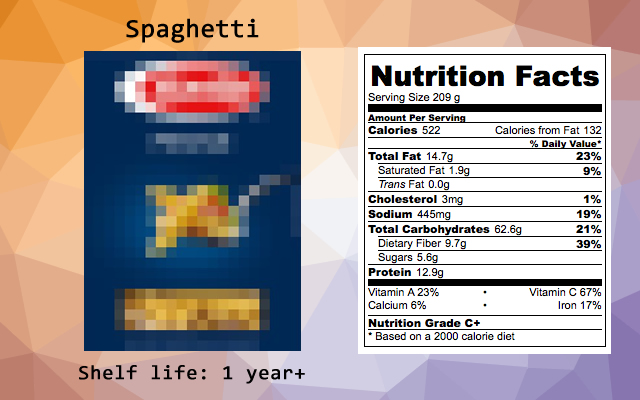 Spaghetti
Nutrition Facts
Serving Size 209 g
Amount Per Serving
Calories 522 Calories from Fat 132
% Daily Value*
Total Fat 14.7g 23%
Saturated Fat 1.9g 9%
Trans Fat 0.0g
Cholesterol 3mg 1%
Sodium 445mg 19%
Total Carbohydrates 62.6g 21%
Dietary Fiber 9.7g 39%
Sugars 5.6g
Protein 12.9g
Vitamin A 23% • Vitamin C 67%
Calcium 6% • Iron 17%
Nutrition Grade C+
* Based on a 2000 calorie diet
Shelf life: 1 year+